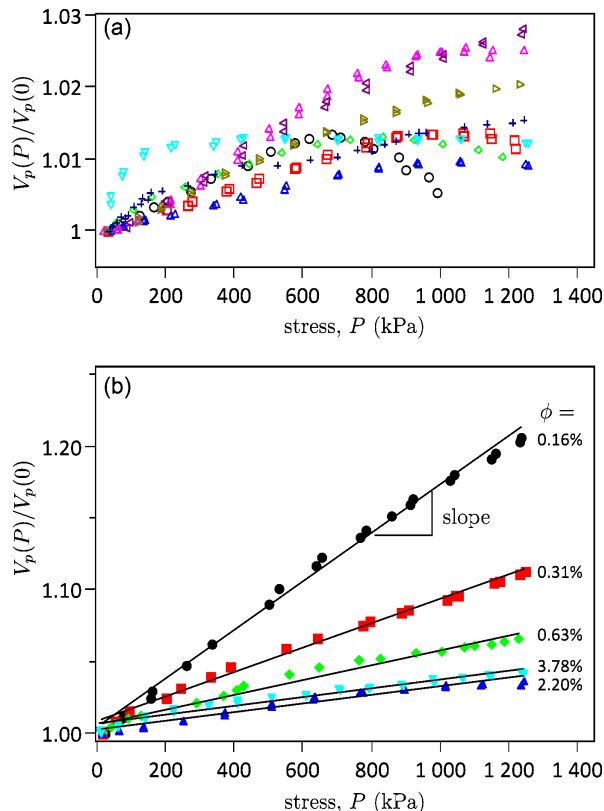 (a)
1.03
1.02
1.01
1
V_p(P)/V_p(0)
0 200 400 600 800 1 000 1 200 1 400
stress, P (kPa)
(b)
ϕ =
0.16%
1.20
slope
0.31%
1.10
0.63%
3.78%
2.20%
1.00
V_p(P)/V_p(0)
0 200 400 600 800 1 000 1 200 1 400
stress, P (kPa)